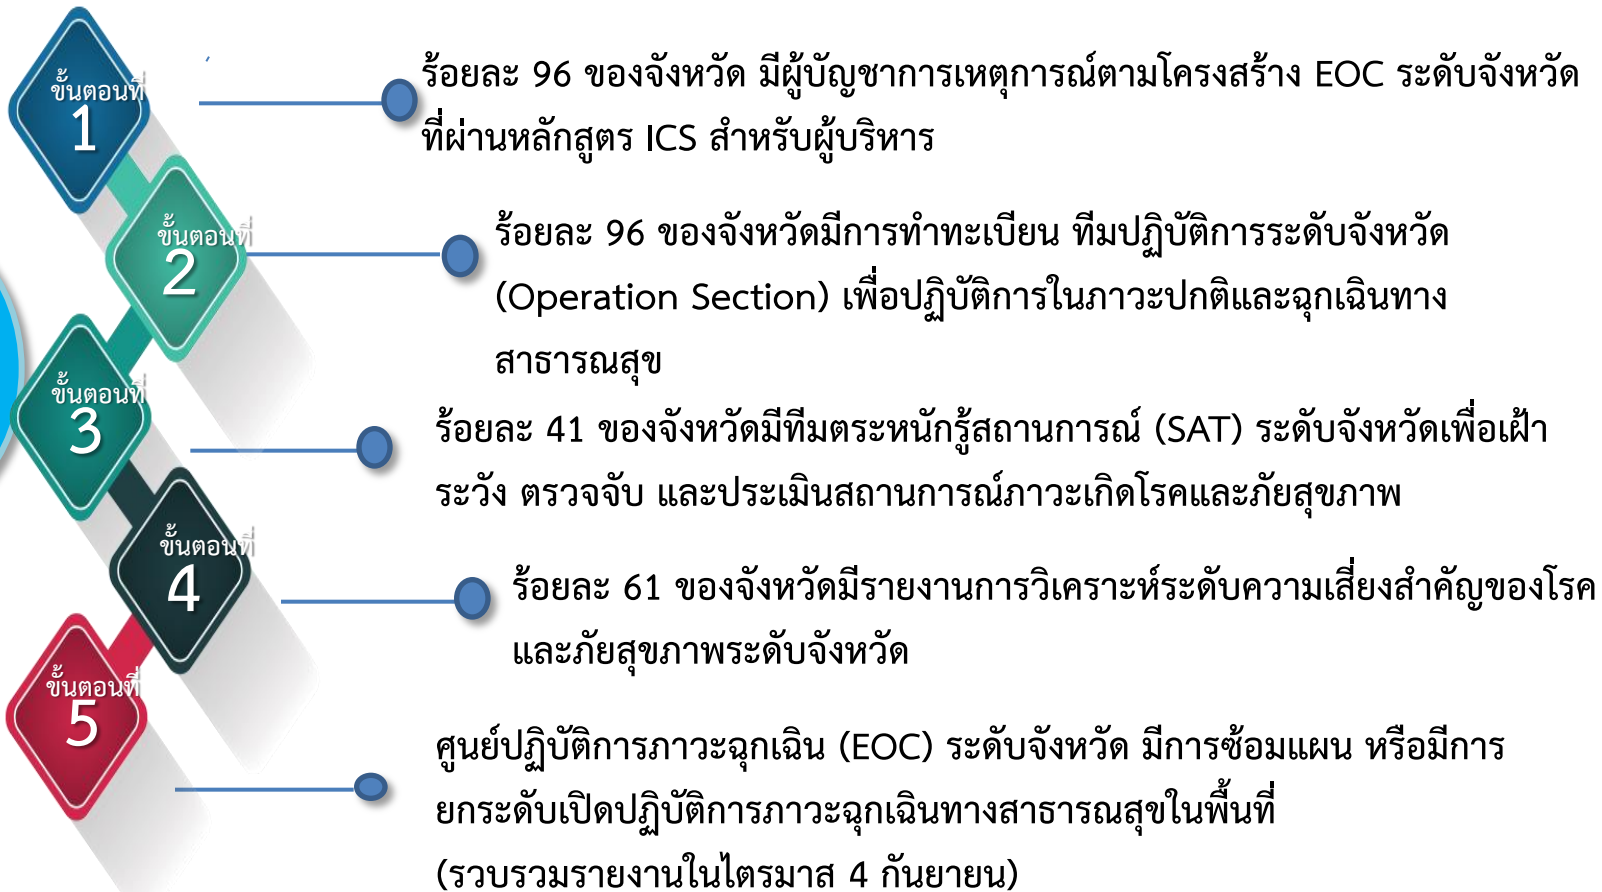 ขั้นตอนที่
1
ร้อยละ 96 ของจังหวัด มีผู้บัญชาการเหตุการณ์ตามโครงสร้าง EOC ระดับจังหวัด
ที่ผ่านหลักสูตร ICS สำหรับผู้บริหาร
ขั้นตอนที่
2
ร้อยละ 96 ของจังหวัดมีการทำทะเบียน ทีมปฏิบัติการระดับจังหวัด
(Operation Section) เพื่อปฏิบัติการในภาวะปกติและฉุกเฉินทาง
สาธารณสุข
ขั้นตอนที่
3
ร้อยละ 41 ของจังหวัดมีทีมตระหนักรู้สถานการณ์ (SAT) ระดับจังหวัดเพื่อเฝ้า
ระวัง ตรวจจับ และประเมินสถานการณ์ภาวะเกิดโรคและภัยสุขภาพ
ขั้นตอนที่
4
ร้อยละ 61 ของจังหวัดมีรายงานการวิเคราะห์ระดับความเสี่ยงสำคัญของโรค
และภัยสุขภาพระดับจังหวัด
ขั้นตอนที่
5
ศูนย์ปฏิบัติการภาวะฉุกเฉิน (EOC) ระดับจังหวัด มีการซ้อมแผน หรือมีการ
ยกระดับเปิดปฏิบัติการภาวะฉุกเฉินทางสาธารณสุขในพื้นที่
(รวบรวมรายงานในไตรมาส 4 กันยายน)